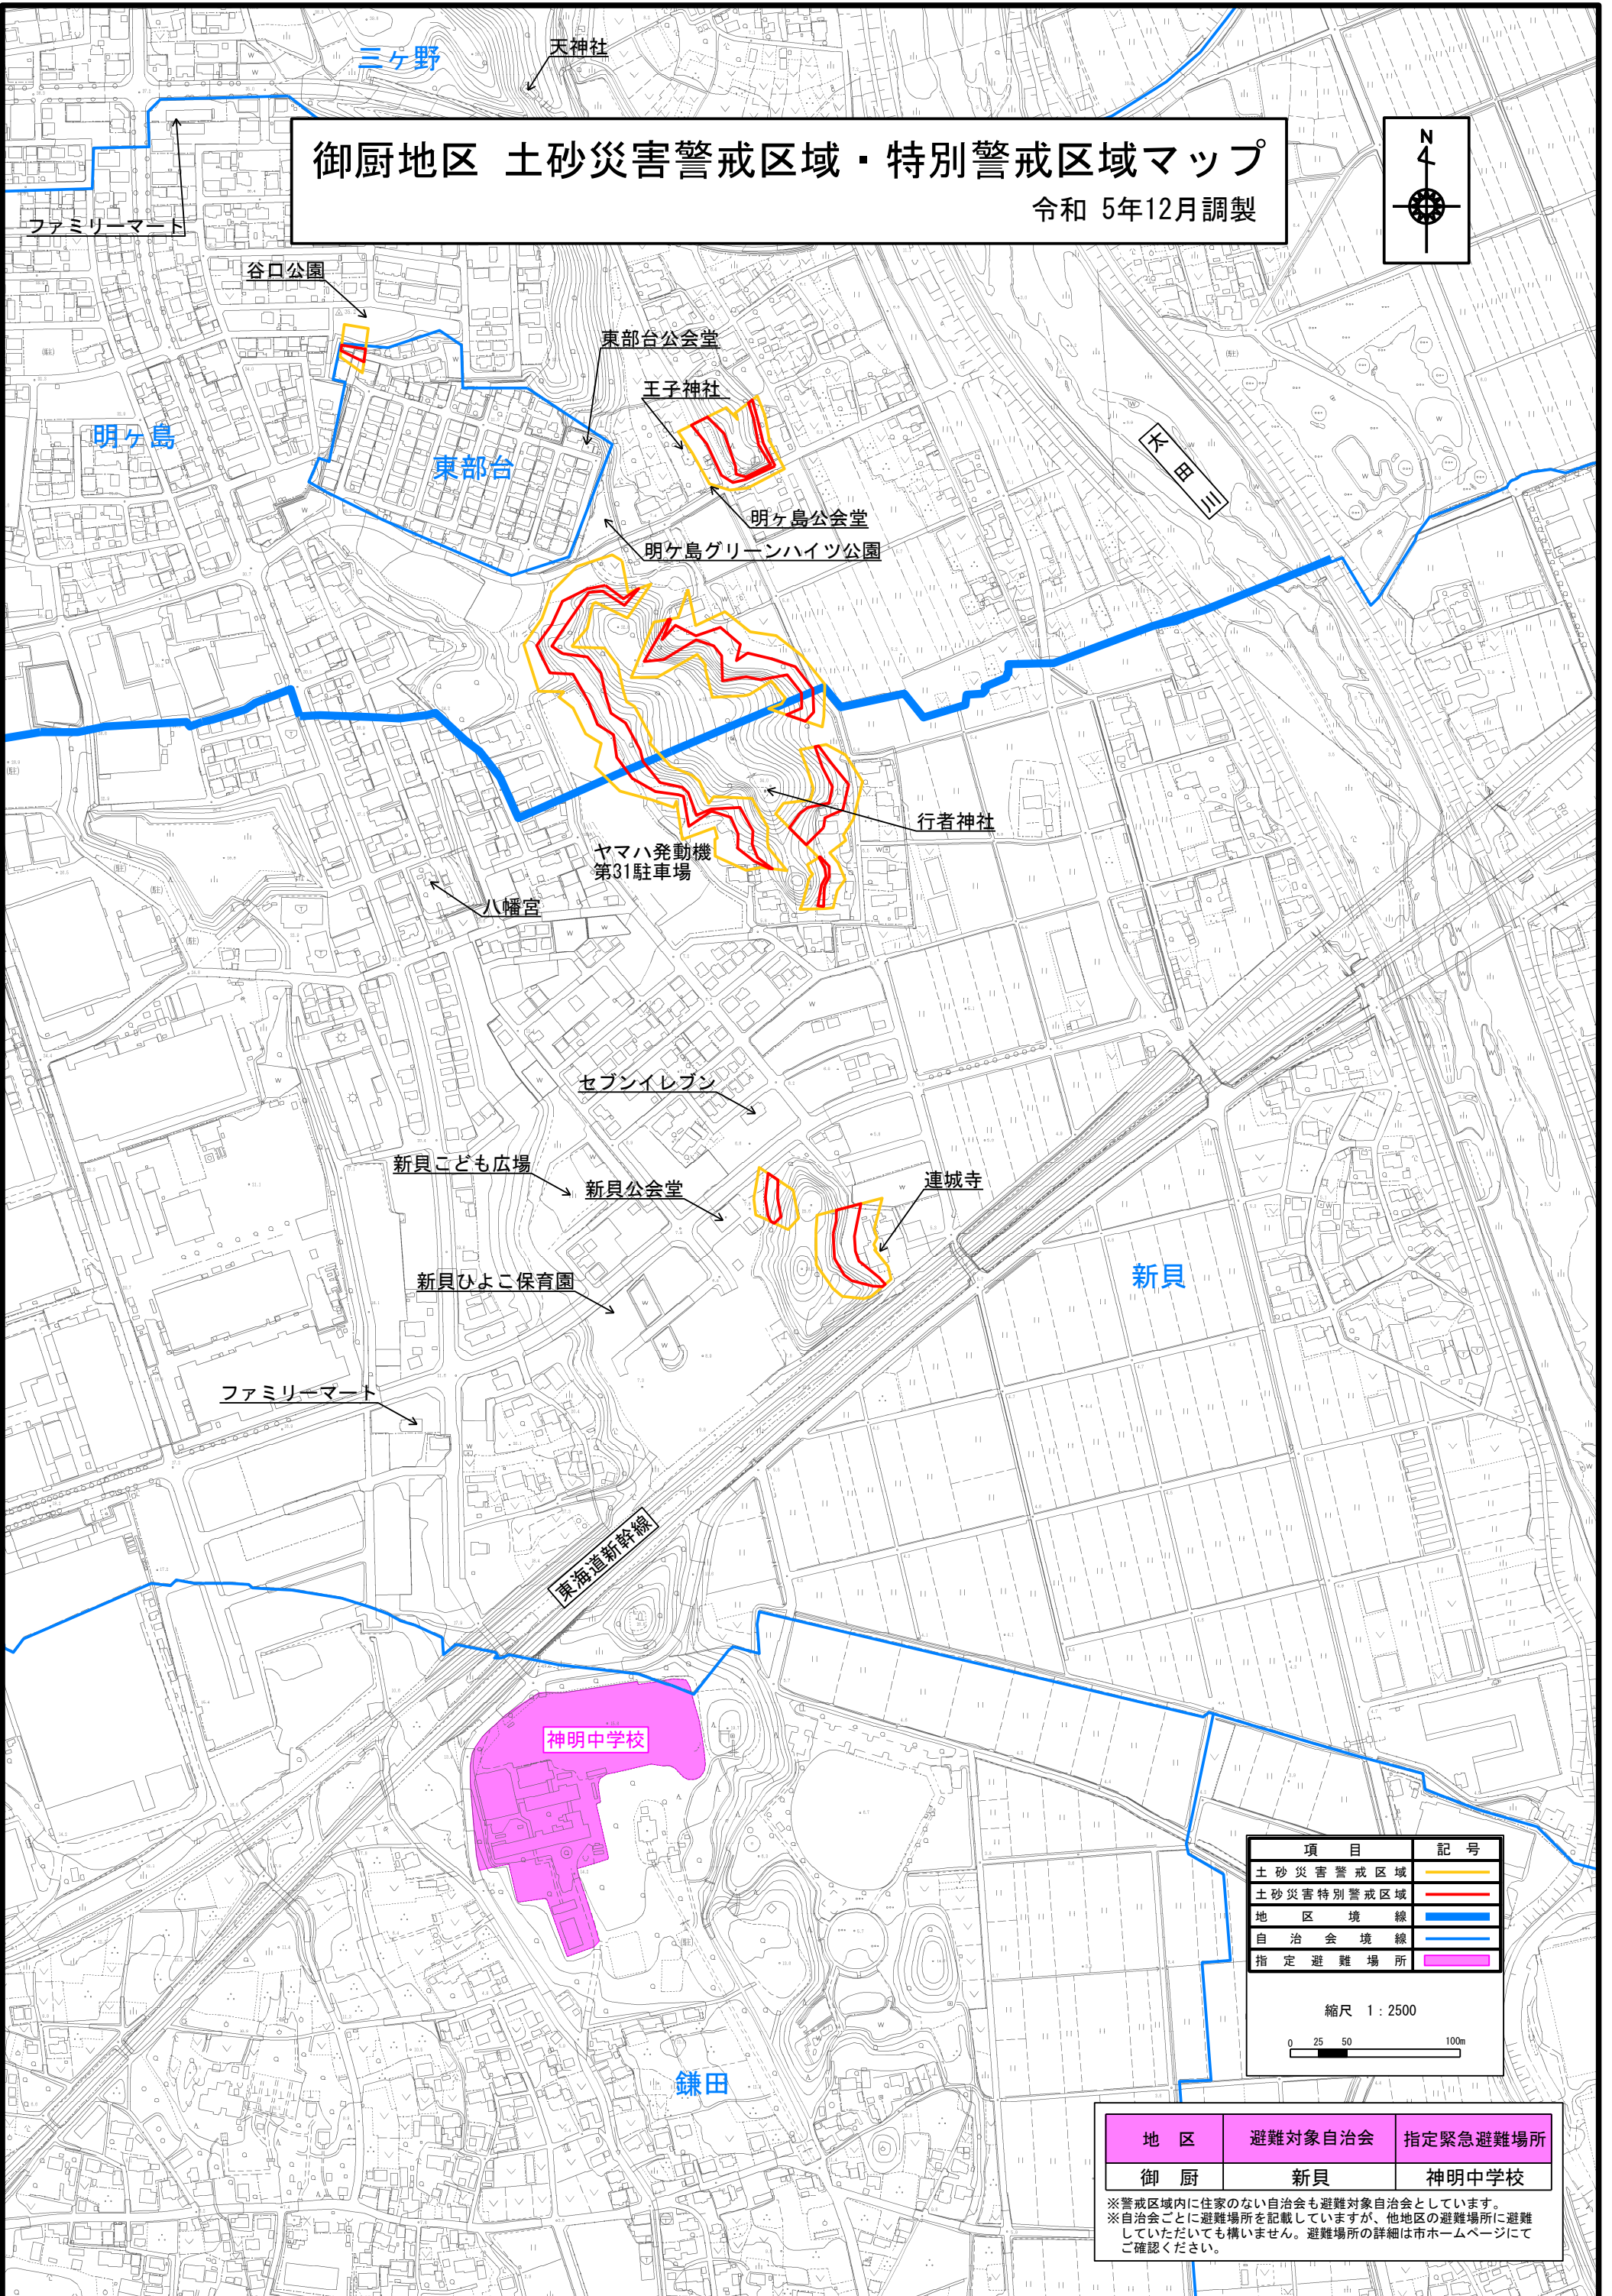 三ケ野
天神社
御厨地区 土砂災害警戒区域・特別警戒区域マップ
令和 5年12月調製
N
ファミリーマート
谷口公園
東部台公会堂
王子神社
明ケ島
東部台
太田川
明ヶ島公会堂
明ケ島グリーンハイツ公園
行者神社
ヤマハ発動機
第31駐車場
八幡宮
セブンイレブン
新貝こども広場
新貝公会堂
連城寺
新貝ひよこ保育園
新貝
ファミリーマート
東海道新幹線
神明中学校
鎌田
項 目 記 号
土砂災害警戒区域
土砂災害特別警戒区域
地区境線
自治会境線
指定避難場所
縮尺 1:2500
0 25 50 100m
地 区 避難対象自治会 指定緊急避難場所
御 厨 新貝 神明中学校
※警戒区域内に住家のない自治会も避難対象自治会としています。
※自治会ごとに避難場所を記載していますが、他地区の避難場所に避難
していただいても構いません。避難場所の詳細は市ホームページにて
ご確認ください。